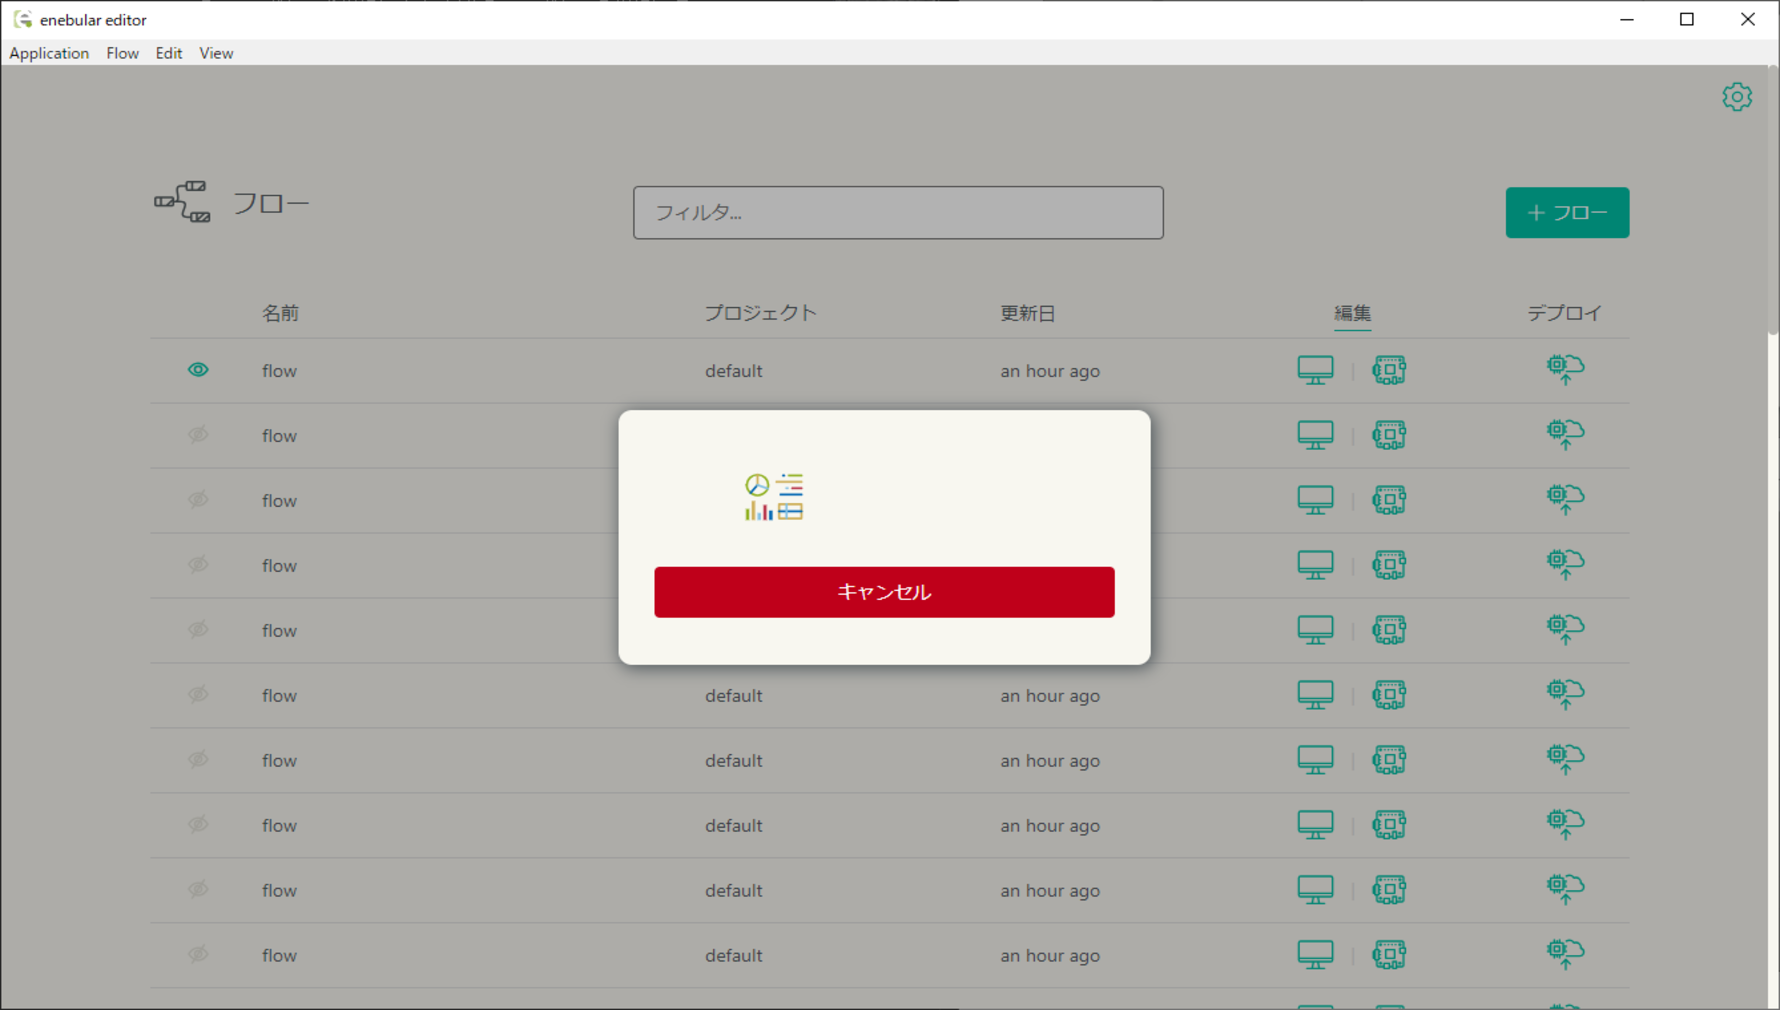 enebular editor
Application Flow Edit View
フロー
フィルタ...
+ フロー
名前 プロジェクト 更新日 編集 デプロイ
flow default an hour ago
flow
flow
flow
flow
キャンセル
flow default an hour ago
flow default an hour ago
flow default an hour ago
flow default an hour ago
flow default an hour ago